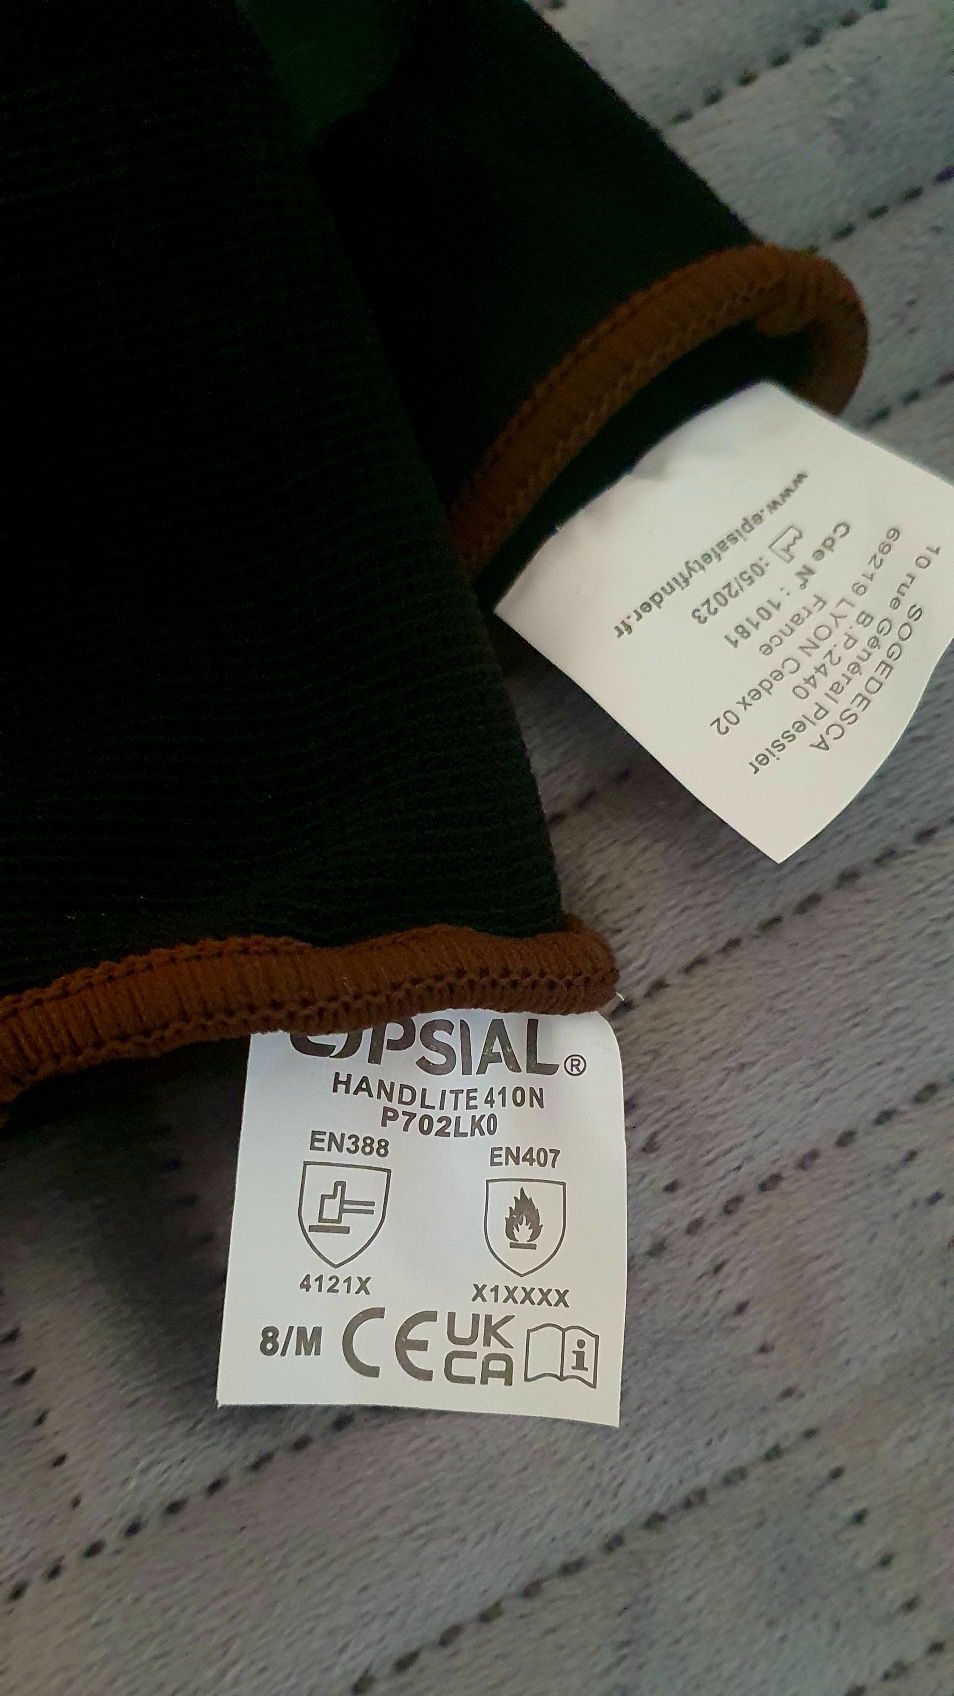 EPSIAL®
HANDLITE 410N
P702LK0
EN388
EN407
4121X
X1XXXX
8/M CE UK
CA
SOGEDESCA
10 rue Général Plessier
B.P.2440
69219 LYON Cedex 02
France
Cde N° : 10181
:05/2023
www.episafetyfinder.fr